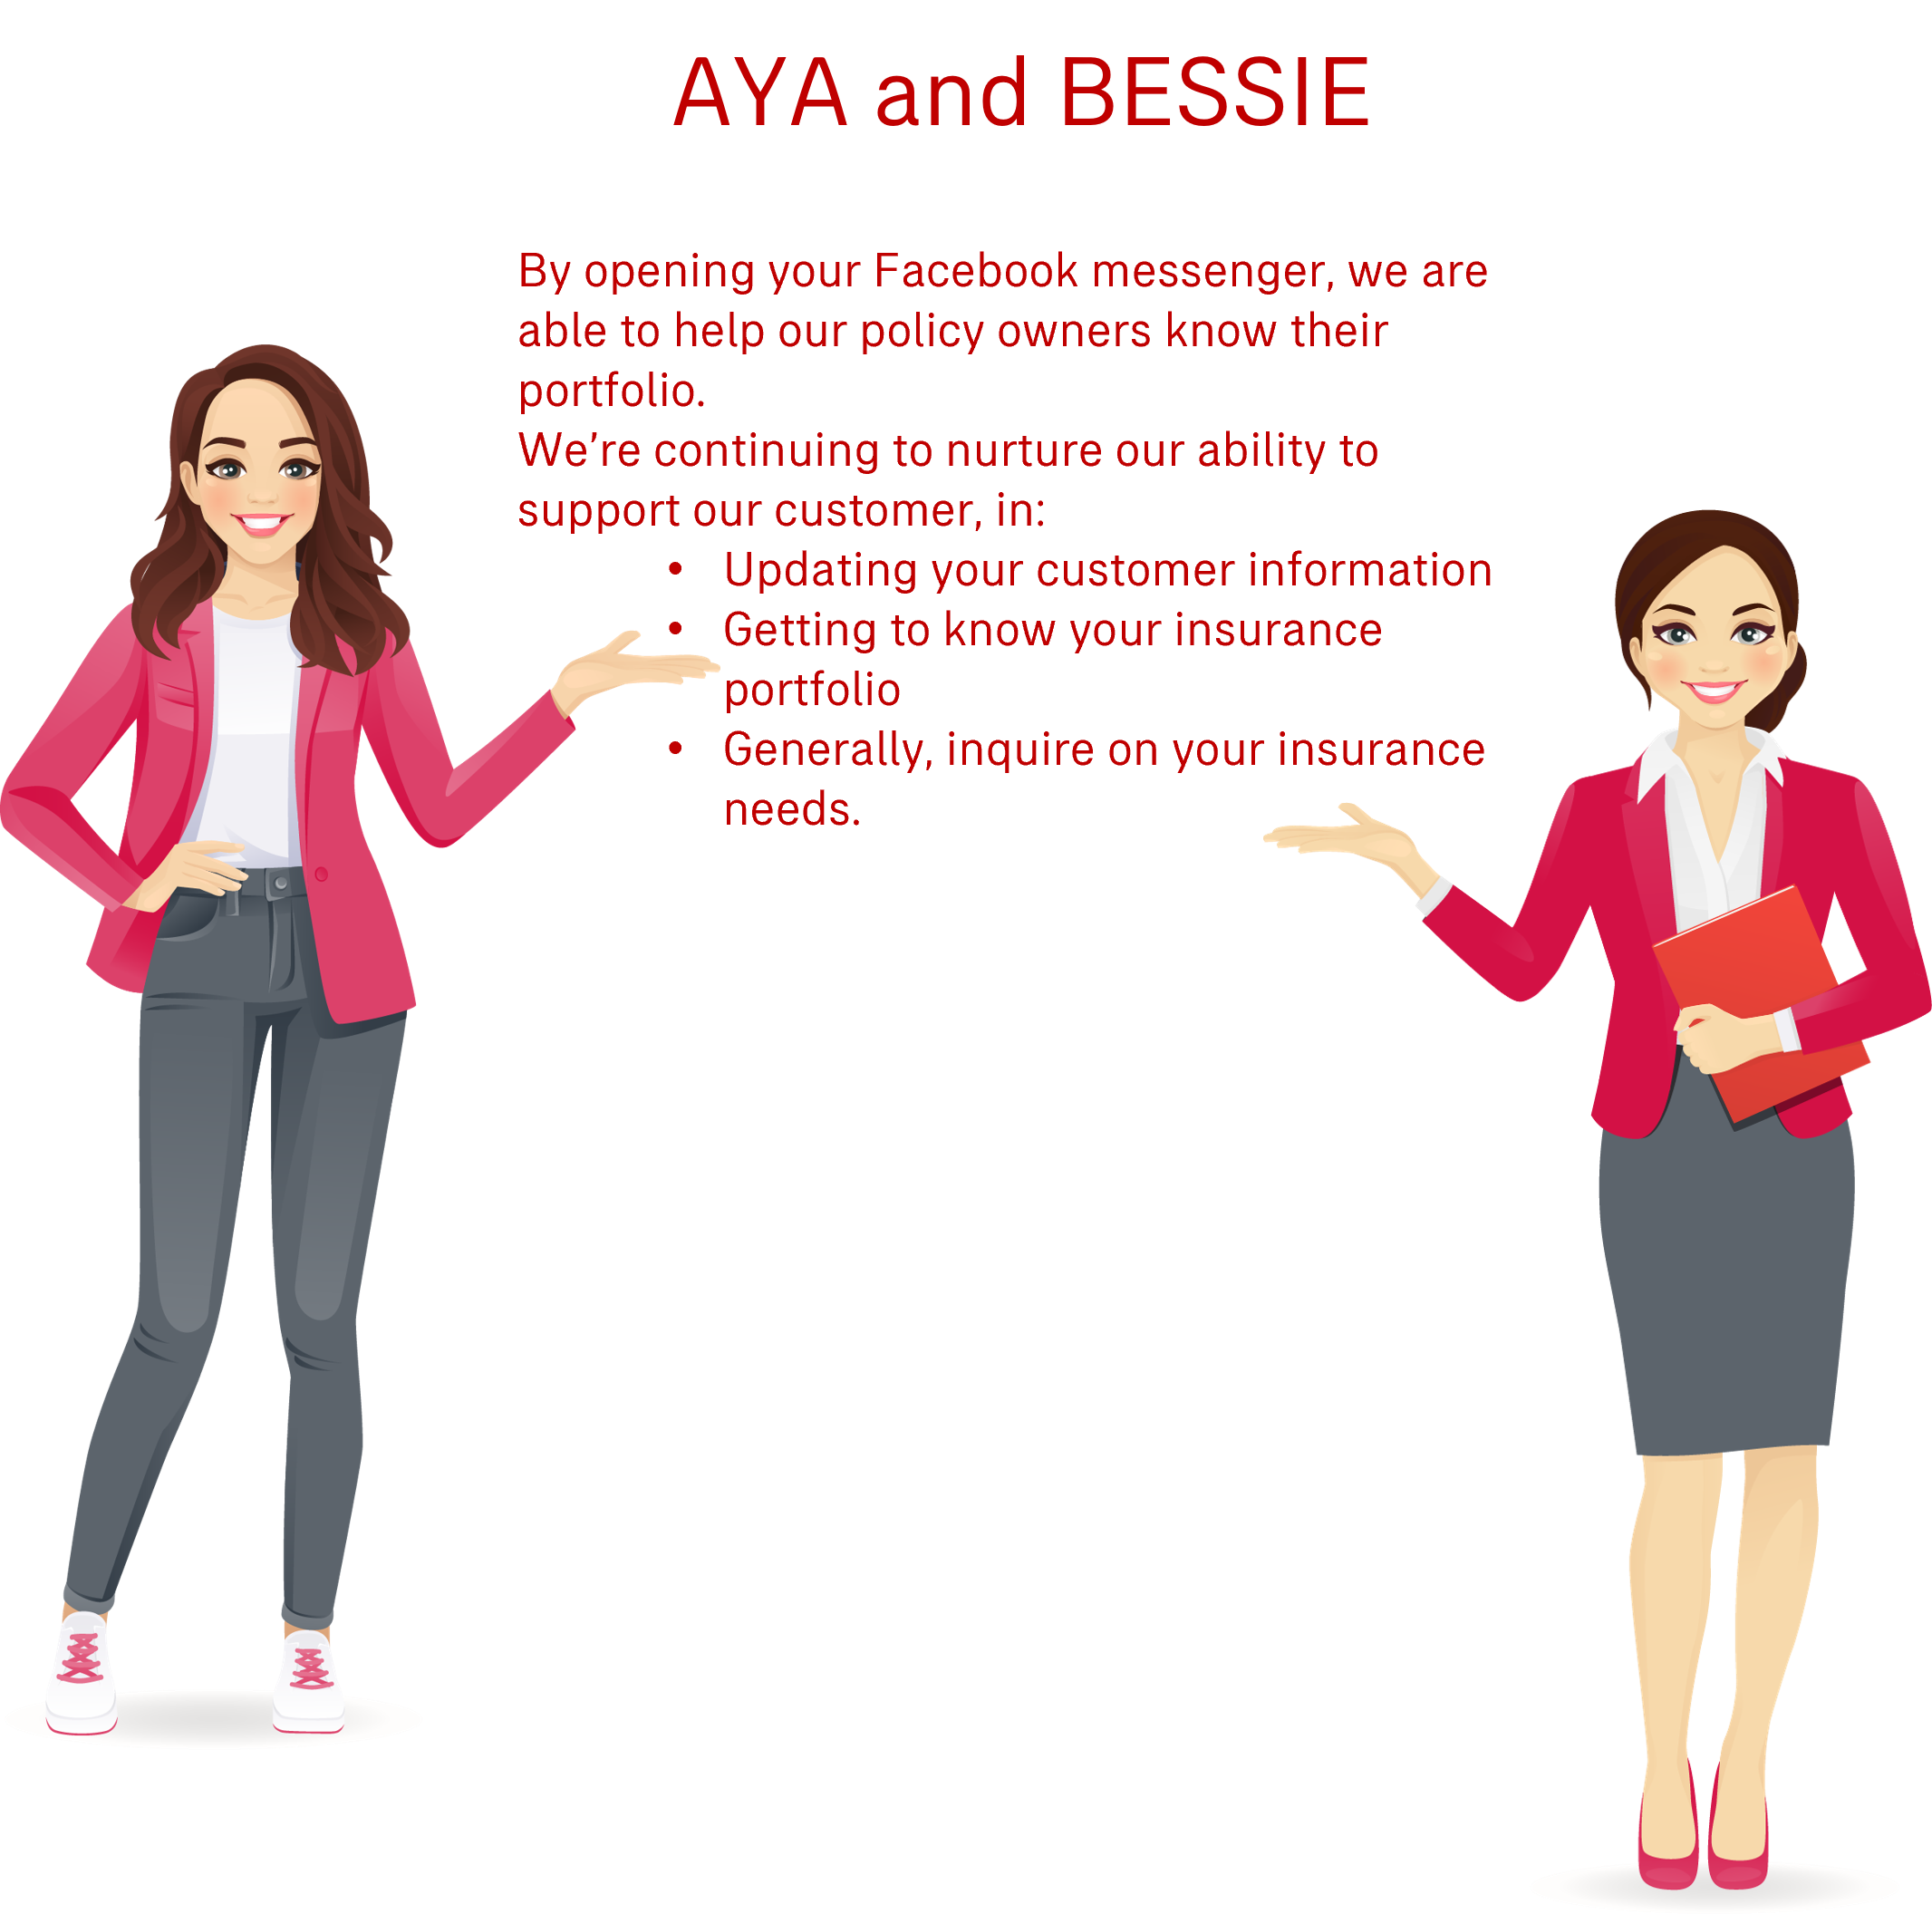 AYA and BESSIE
By opening your Facebook messenger, we are
able to help our policy owners know their
portfolio.
We’re continuing to nurture our ability to
support our customer, in:
• Updating your customer information
• Getting to know your insurance
portfolio
• Generally, inquire on your insurance
needs.